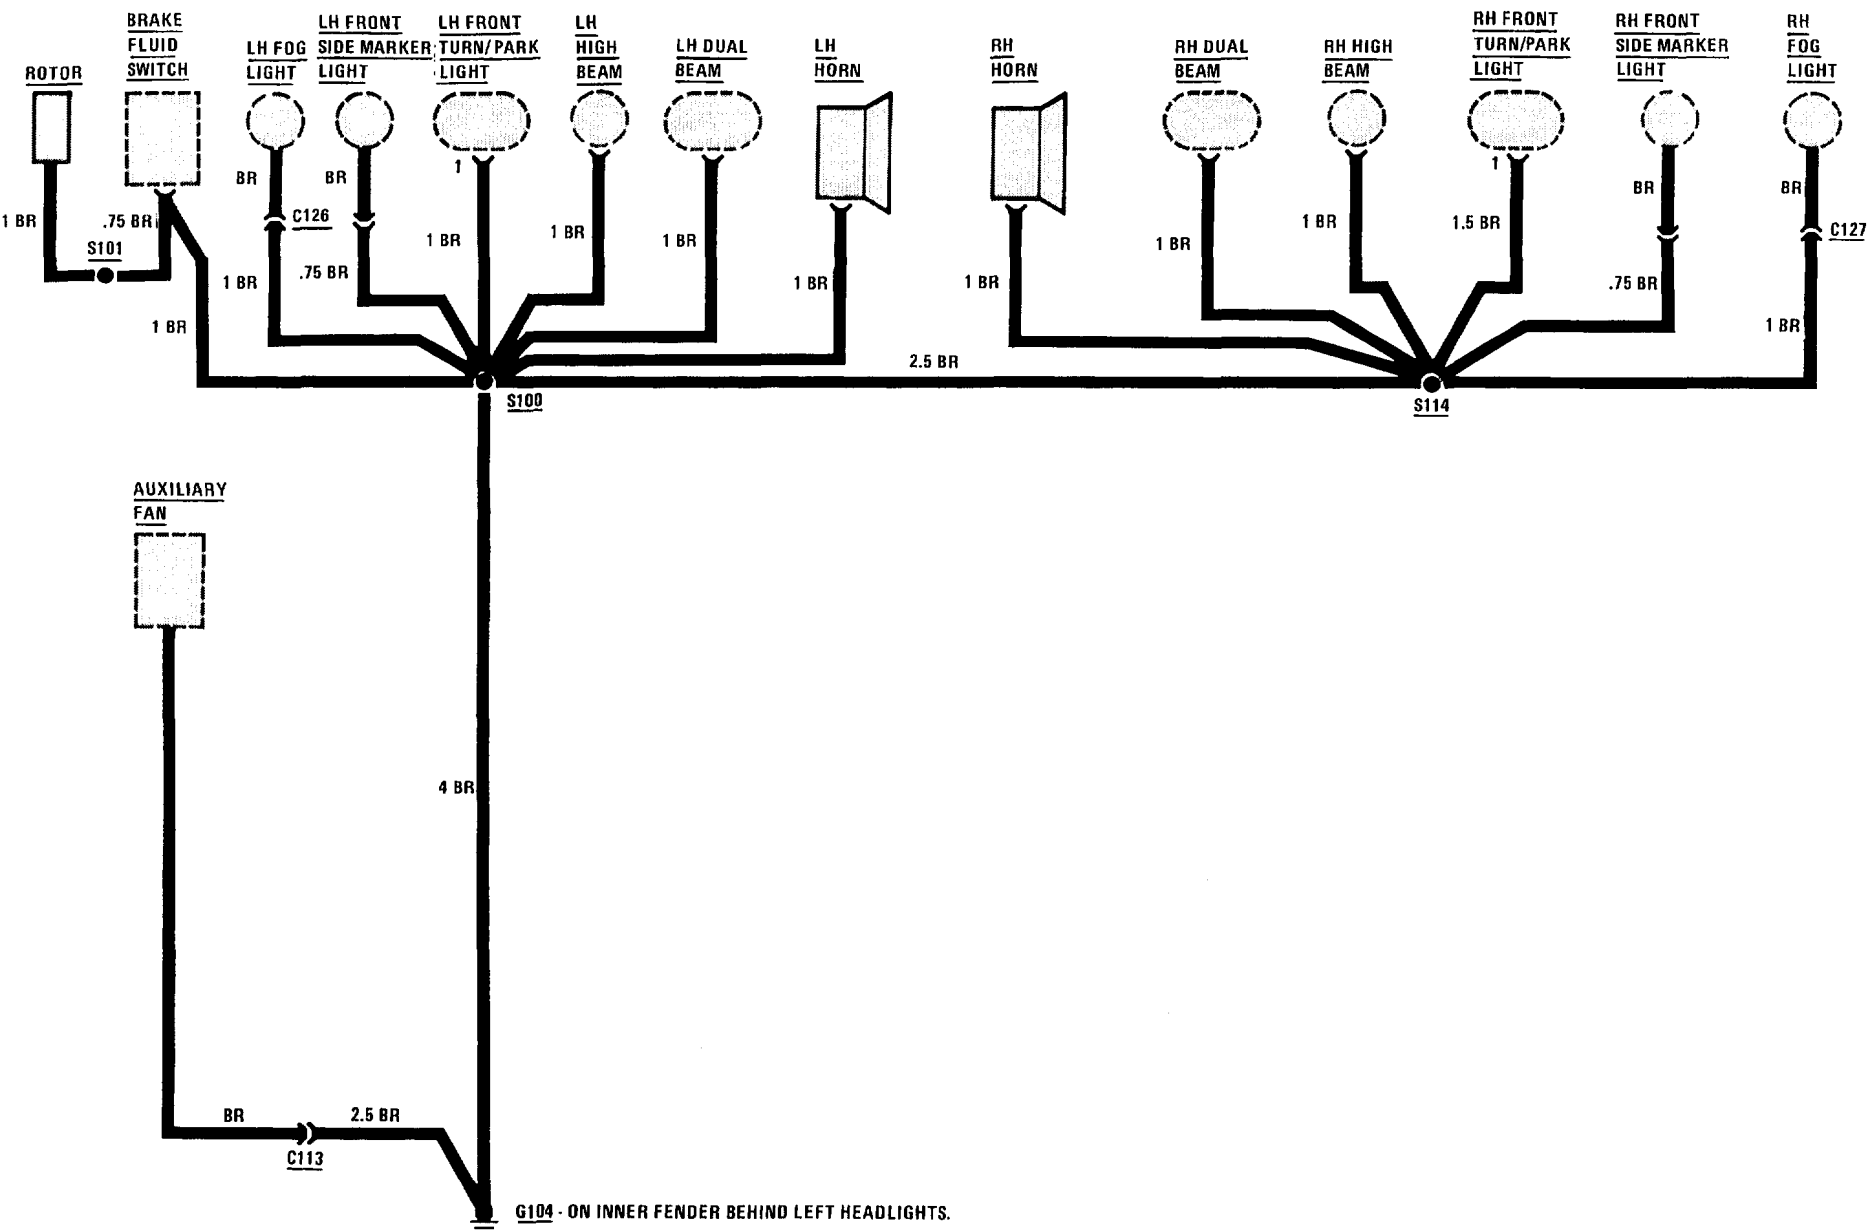 ROTOR
BRAKE
FLUID
SWITCH
LH FOG
LIGHT
LH FRONT
SIDE MARKER
LIGHT
LH FRONT
TURN/PARK
LIGHT
LH
HIGH
BEAM
LH DUAL
BEAM
LH
HORN
RH
HORN
RH DUAL
BEAM
RH HIGH
BEAM
RH FRONT
TURN/PARK
LIGHT
RH FRONT
SIDE MARKER
LIGHT
RH
FOG
LIGHT
1 BR
.75 BR
S101
1 BR
BR
C126
1 BR
BR
.75 BR
1
1 BR
1 BR
1 BR
1 BR
1 BR
1 BR
1 BR
1
1.5 BR
BR
.75 BR
BR
C127
1 BR
2.5 BR
S100
S114
AUXILIARY
FAN
4 BR
BR
2.5 BR
C113
G104 - ON INNER FENDER BEHIND LEFT HEADLIGHTS.